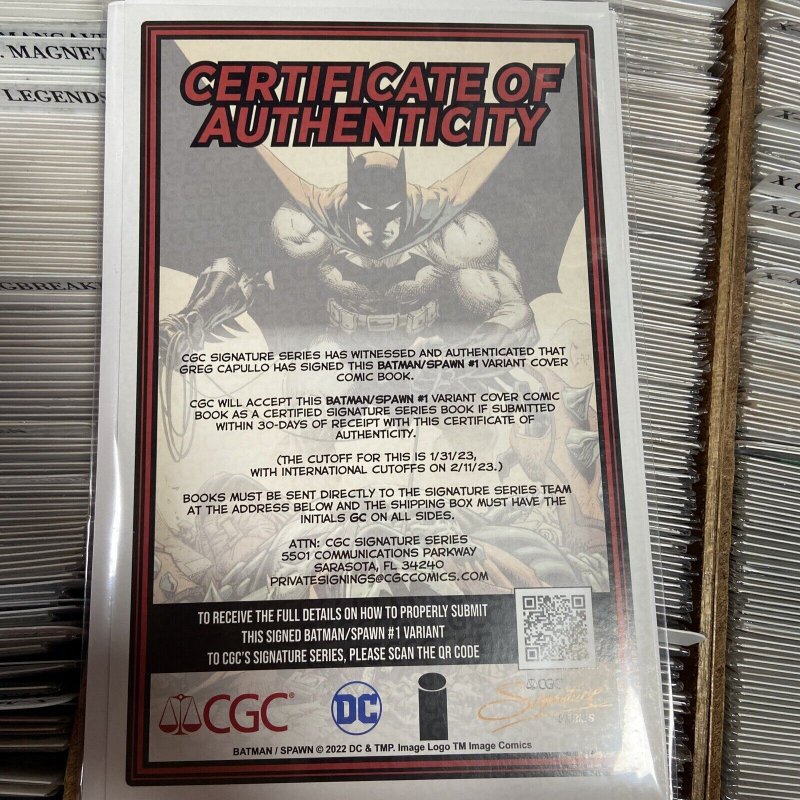 . MAGNET
LEGENDS
GBREAK
CERTIFICATE OF
AUTHENTICITY
CGC SIGNATURE SERIES HAS WITNESSED AND AUTHENTICATED THAT
GREG CAPULLO HAS SIGNED THIS BATMAN/SPAWN #1 VARIANT COVER
COMIC BOOK.
CGC WILL ACCEPT THIS BATMAN/SPAWN #1 VARIANT COVER COMIC
BOOK AS A CERTIFIED SIGNATURE SERIES BOOK IF SUBMITTED
WITHIN 30-DAYS OF RECEIPT WITH THIS CERTIFICATE OF
AUTHENTICITY.
(THE CUTOFF FOR THIS IS 1/31/23,
WITH INTERNATIONAL CUTOFFS ON 2/11/23.)
BOOKS MUST BE SENT DIRECTLY TO THE SIGNATURE SERIES TEAM
AT THE ADDRESS BELOW AND THE SHIPPING BOX MUST HAVE THE
INITIALS GC ON ALL SIDES.
ATTN: CGC SIGNATURE SERIES
5501 COMMUNICATIONS PARKWAY
SARASOTA, FL 34240
PRIVATESIGNINGS@CGCCOMICS.COM
TO RECEIVE THE FULL DETAILS ON HOW TO PROPERLY SUBMIT
THIS SIGNED BATMAN/SPAWN #1 VARIANT
TO CGC'S SIGNATURE SERIES, PLEASE SCAN THE QR CODE
CGC®
DC
CGC
Signature
SERIES
BATMAN / SPAWN © 2022 DC & TMP. Image Logo TM Image Comics